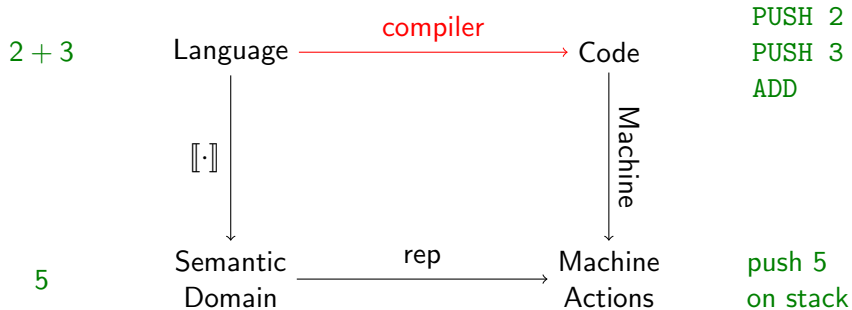 PUSH 2
compiler
2 + 3
Language
Code
PUSH 3
ADD
⟦·⟧
Machine
rep
Semantic
Domain
Machine
Actions
5
push 5
on stack